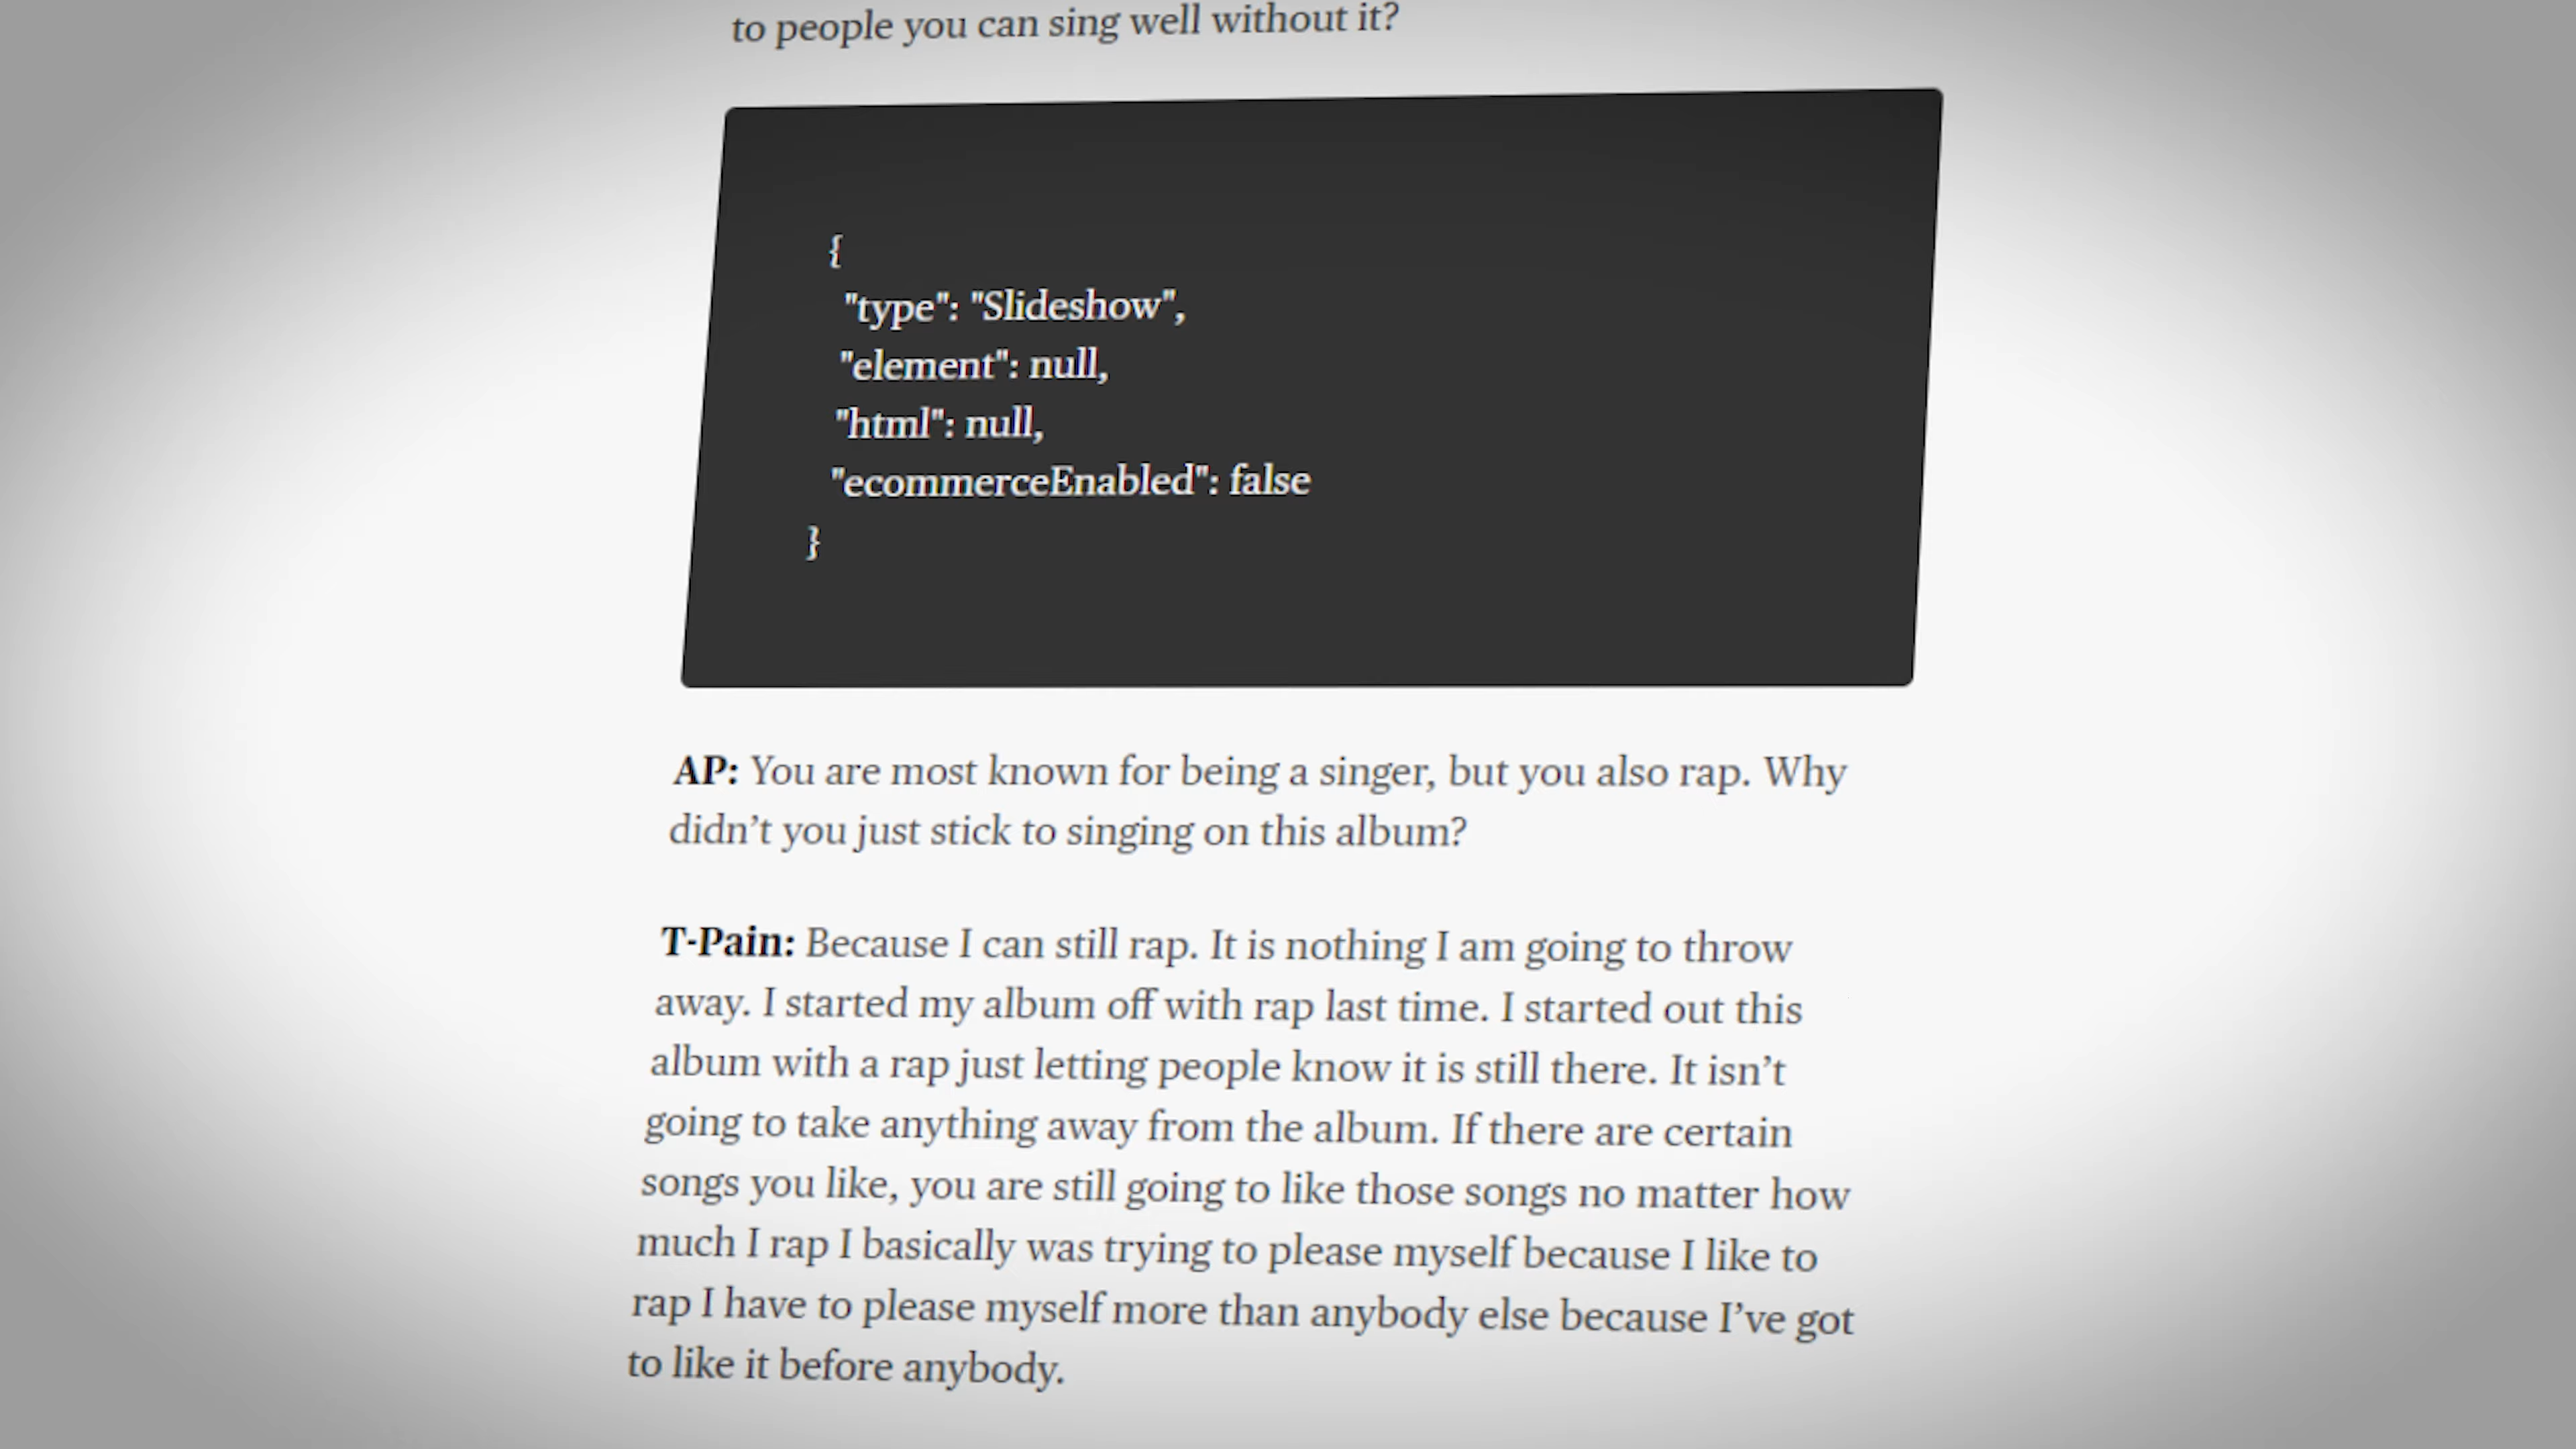 to people you can sing well without it?
{
"type": "Slideshow",
"element": null,
"html": null,
"ecommerceEnabled": false
}
AP: You are most known for being a singer, but you also rap. Why
didn’t you just stick to singing on this album?
T-Pain: Because I can still rap. It is nothing I am going to throw
away. I started my album off with rap last time. I started out this
album with a rap just letting people know it is still there. It isn’t
going to take anything away from the album. If there are certain
songs you like, you are still going to like those songs no matter how
much I rap I basically was trying to please myself because I like to
rap I have to please myself more than anybody else because I’ve got
to like it before anybody.